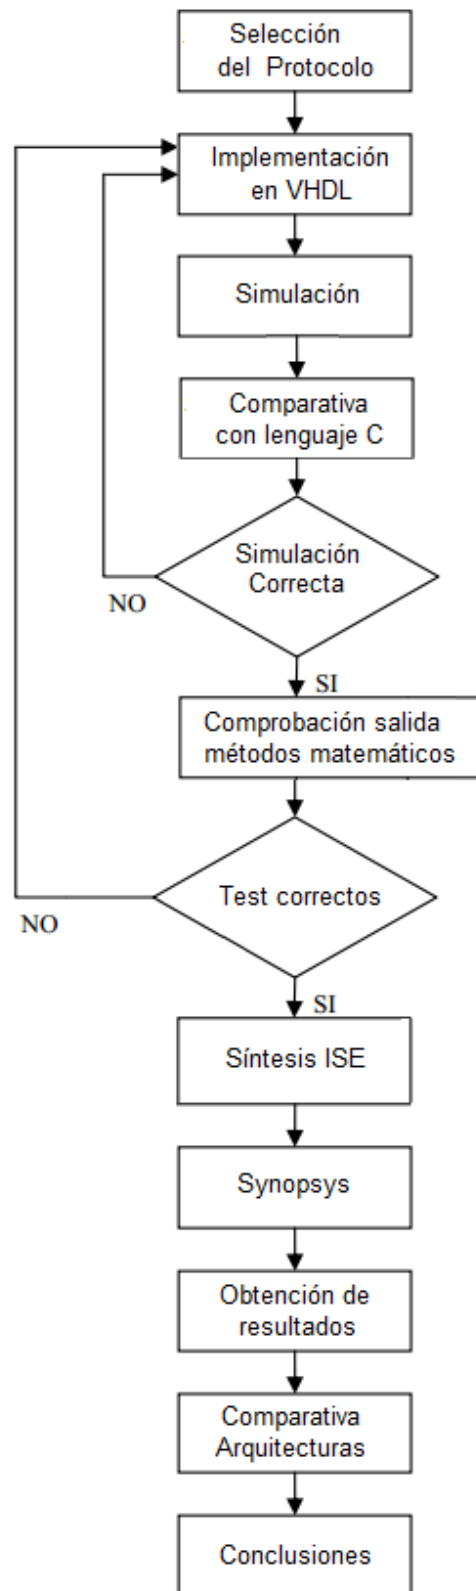 Selección
del Protocolo
Implementación
en VHDL
Simulación
Comparativa
con lenguaje C
Simulación
Correcta
NO
SI
Comprobación salida
métodos matemáticos
Test correctos
NO
SI
Síntesis ISE
Synopsys
Obtención de
resultados
Comparativa
Arquitecturas
Conclusiones